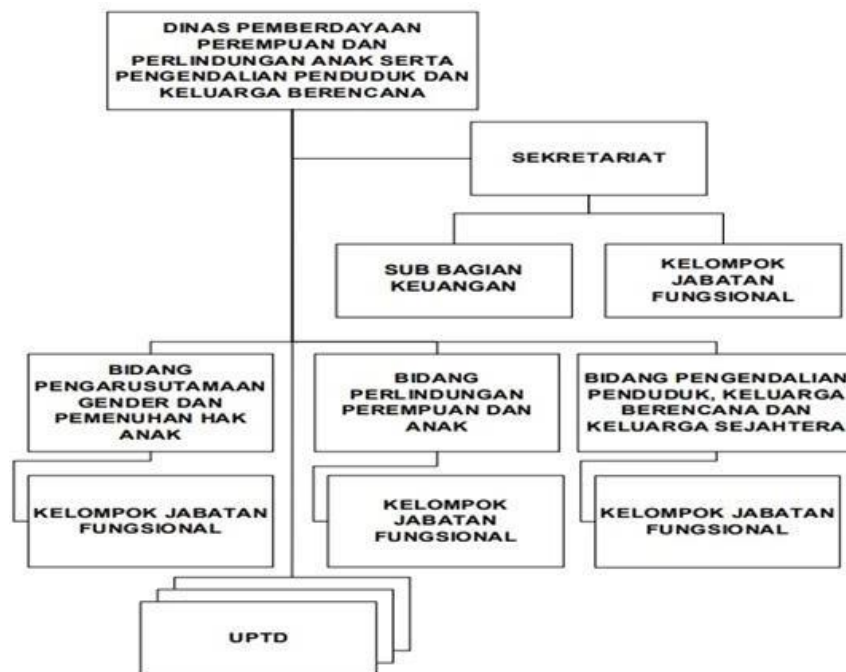 DINAS PEMBERDAYAAN
PEREMPUAN DAN
PERLINDUNGAN ANAK SERTA
PENGENDALIAN PENDUDUK DAN
KELUARGA BERENCANA
SEKRETARIAT
SUB BAGIAN
KEUANGAN
KELOMPOK
JABATAN
FUNGSIONAL
BIDANG
PENGARUSUTAMAAN
GENDER DAN
PEMENUHAN HAK
ANAK
BIDANG
PERLINDUNGAN
PEREMPUAN DAN
ANAK
BIDANG PENGENDALIAN
PENDUDUK, KELUARGA
BERENCANA DAN
KELUARGA SEJAHTERA
KELOMPOK JABATAN
FUNGSIONAL
KELOMPOK
JABATAN
FUNGSIONAL
KELOMPOK JABATAN
FUNGSIONAL
UPTD